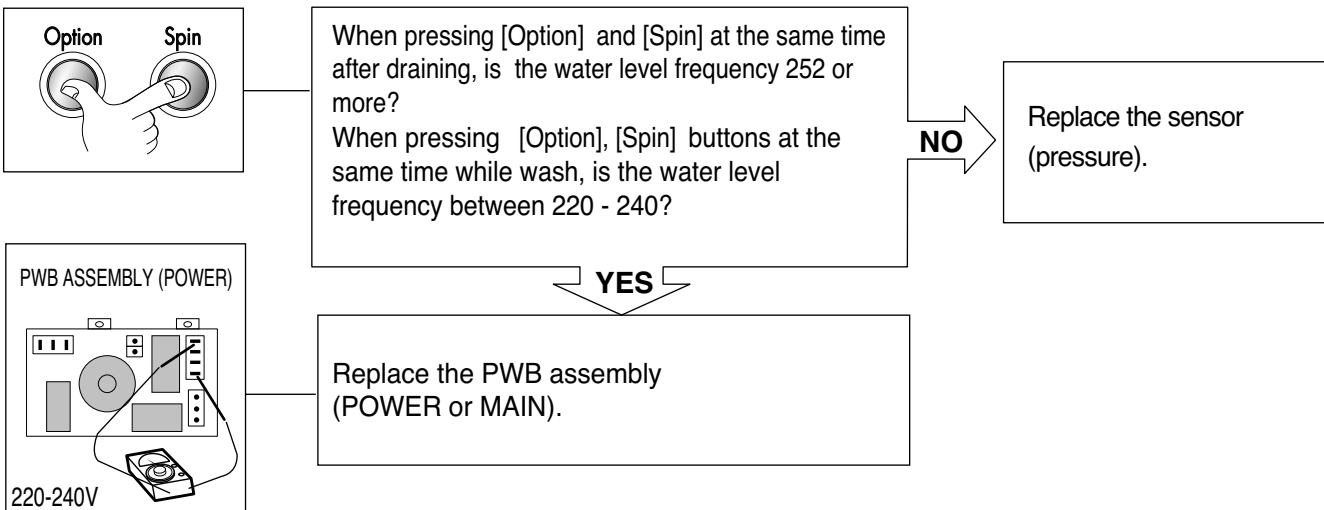 Option Spin
When pressing [Option] and [Spin] at the same time
after draining, is the water level frequency 252 or
more?
When pressing [Option], [Spin] buttons at the
same time while wash, is the water level
frequency between 220 - 240?
NO
Replace the sensor
(pressure).
YES
PWB ASSEMBLY (POWER)
220-240V
Replace the PWB assembly
(POWER or MAIN).